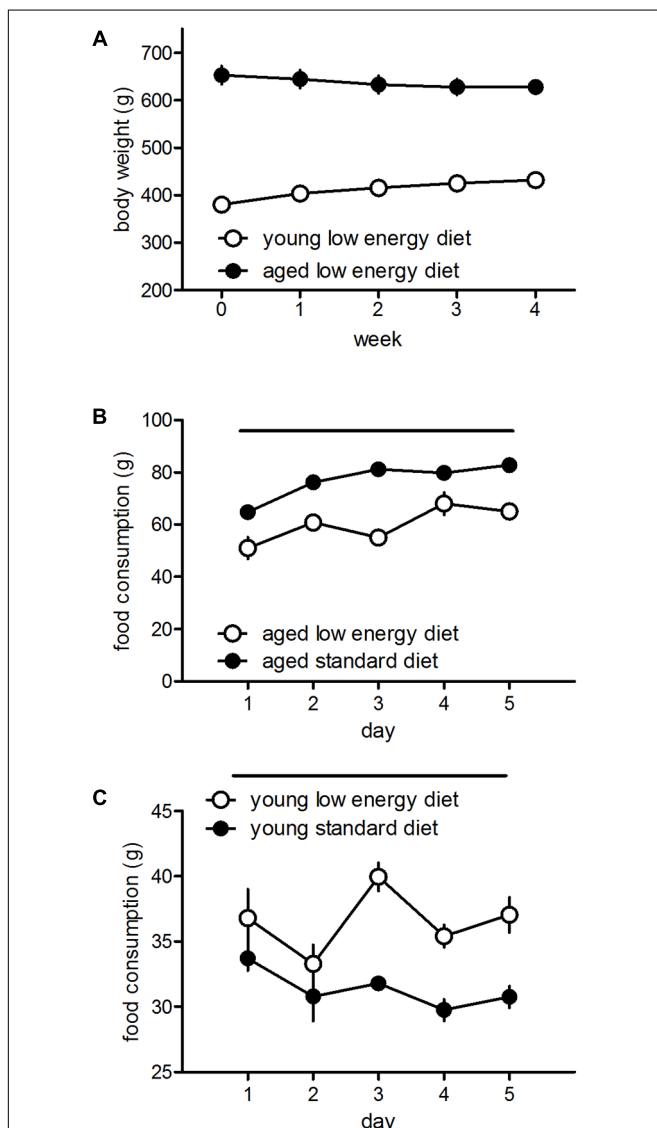 A
body weight (g)
700
600
500
400
300
200
young low energy diet
aged low energy diet
0 1 2 3 4
week
B
food consumption (g)
100
80
60
40
20
0
aged low energy diet
aged standard diet
1 2 3 4 5
day
C
young low energy diet
young standard diet
food consumption (g)
45
40
35
30
25
1 2 3 4 5
day